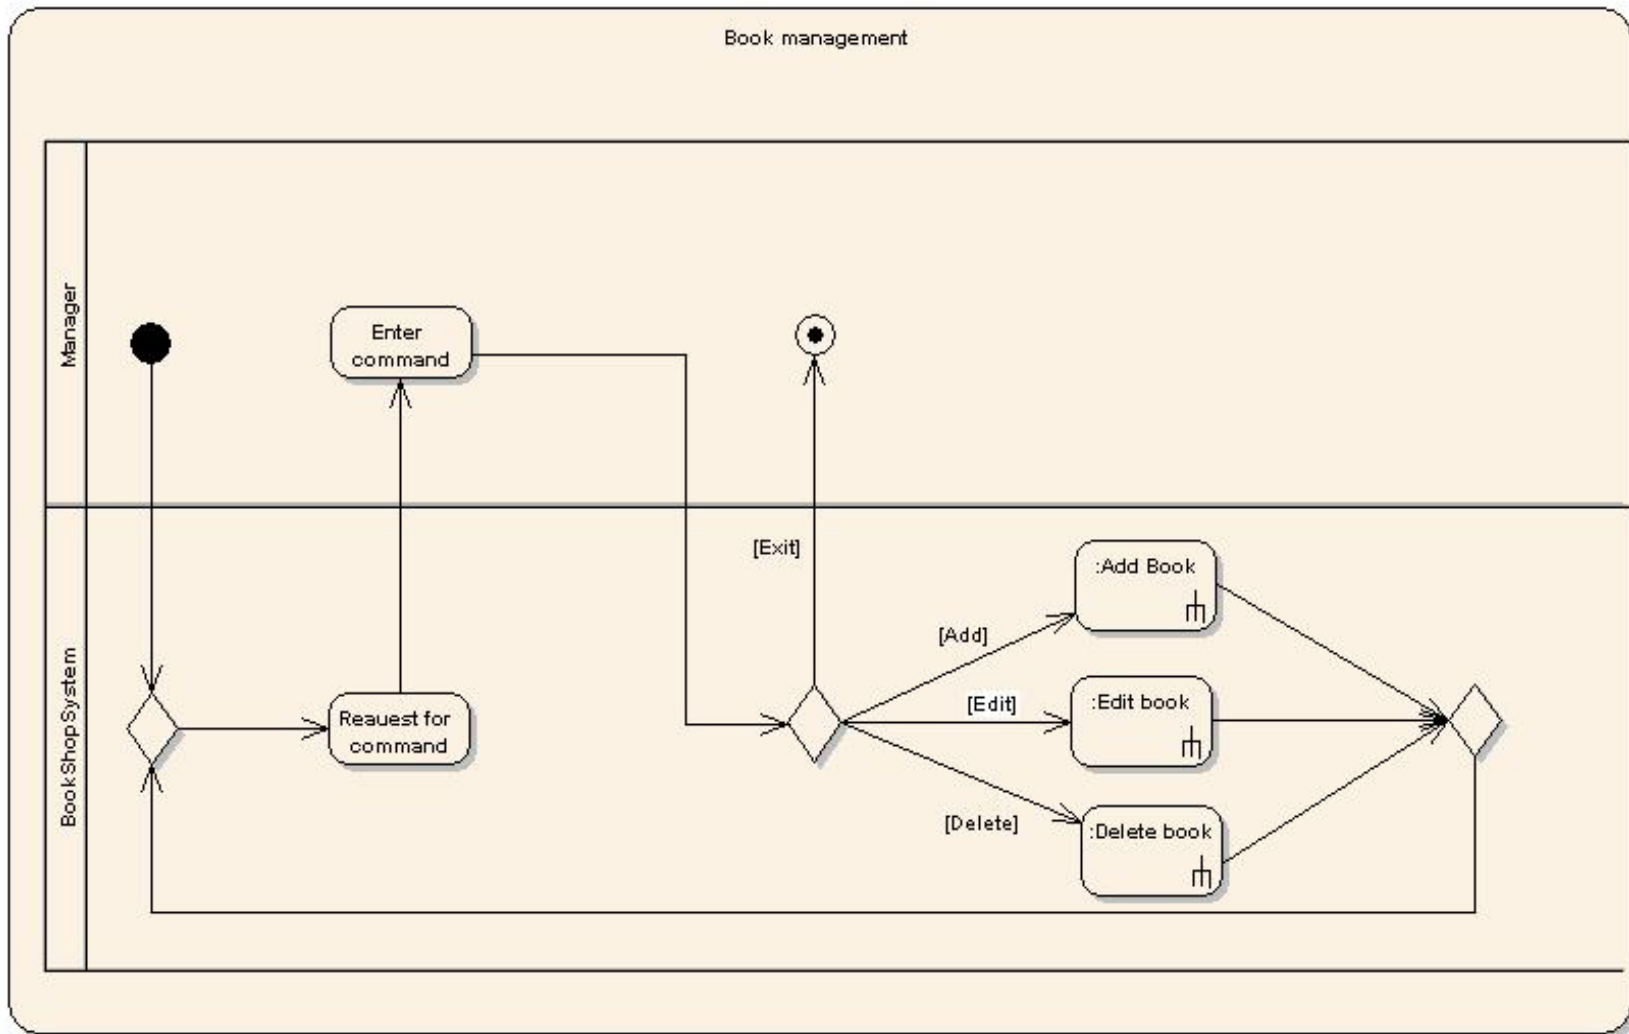 Book management
Manager
Enter
command
[Exit]
:Add Book
[Add]
BookShopSystem
Reauest for
command
[Edit]
:Edit book
[Delete]
:Delete book